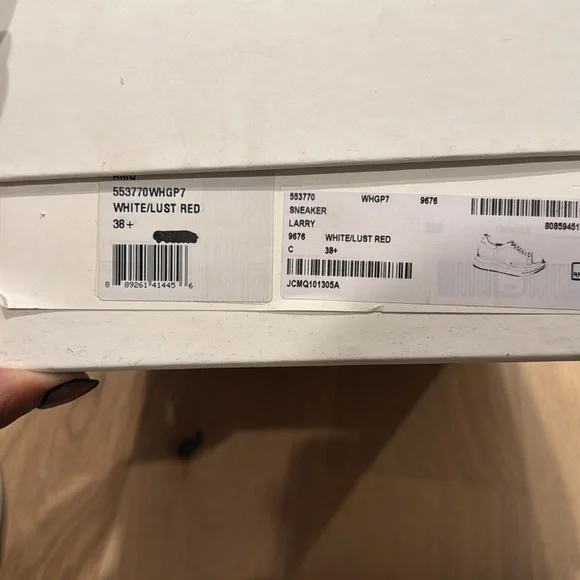 553770WHGP7
WHITE/LUST RED
38+
8 89261 41445 6
553770 WHGP7 9676
SNEAKER
LARRY
9676 WHITE/LUST RED
C 38+
JCMQ101305A
80859451